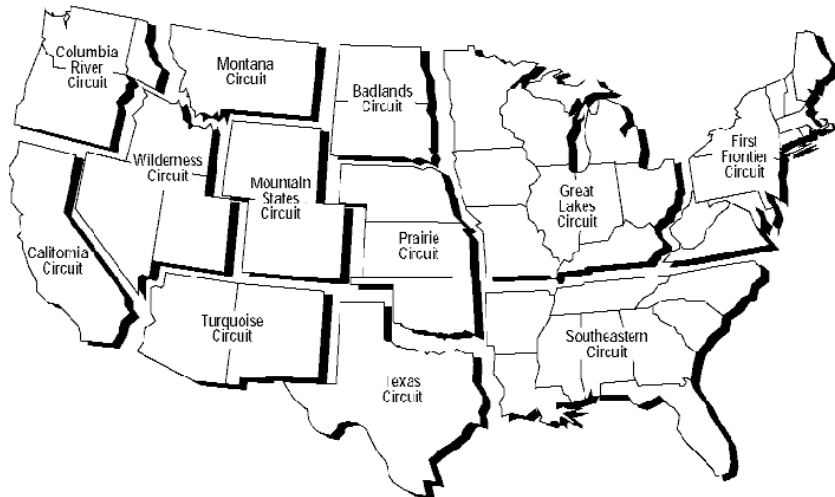 Columbia
River
Circuit
Montana
Circuit
Badlands
Circuit
First
Frontier
Circuit
Wilderness
Circuit
Mountain
States
Circuit
Great
Lakes
Circuit
Prairie
Circuit
California
Circuit
Turquoise
Circuit
Southeastern
Circuit
Texas
Circuit